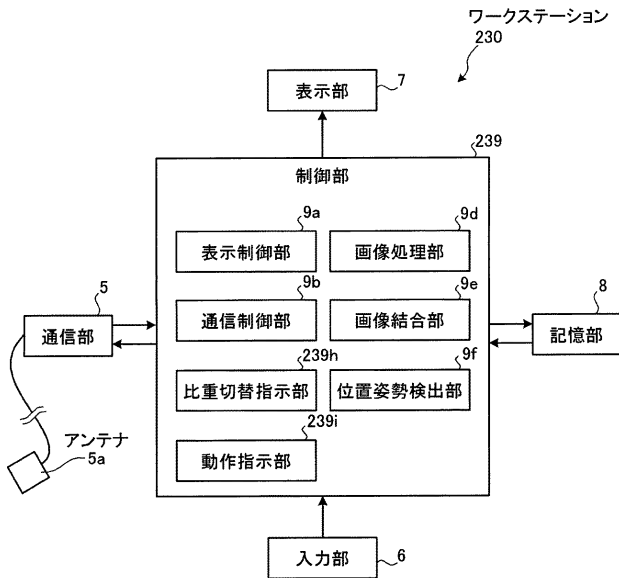 ワークステーション
230
表示部
7
239
制御部
9a
表示制御部
9d
画像処理部
9b
通信制御部
9e
画像結合部
5
通信部
8
記憶部
239h
比重切替指示部
9f
位置姿勢検出部
239i
動作指示部
アンテナ
5a
入力部
6